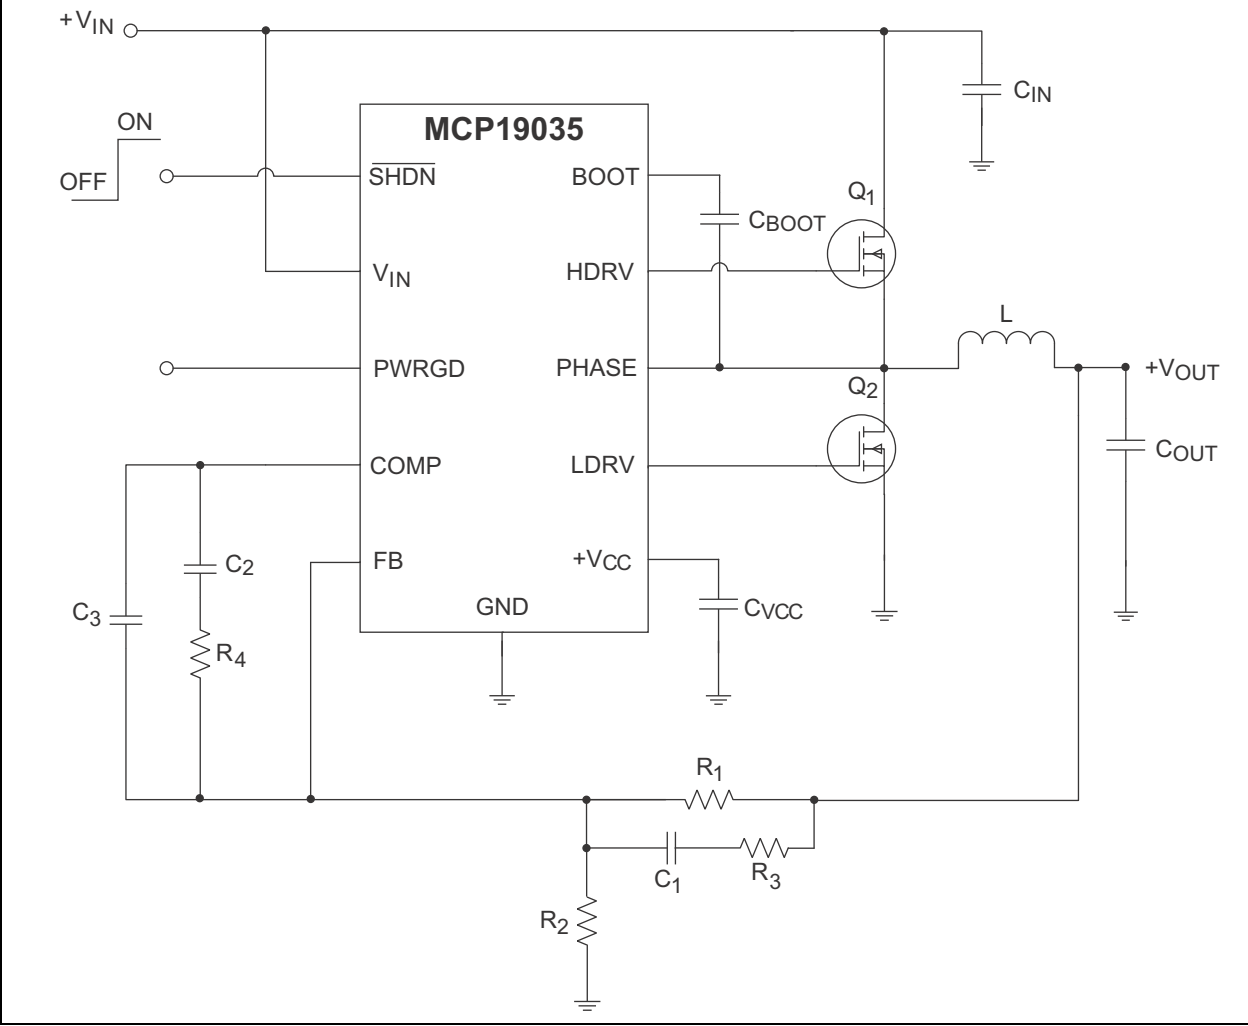 +VIN
ON
OFF
MCP19035
SHDN
VIN
PWRGD
COMP
FB
GND
BOOT
HDRV
PHASE
LDRV
+VCC
CIN
CBOOT
Q1
L
+VOUT
Q2
COUT
C2
C3
R4
CVCC
R1
C1
R3
R2